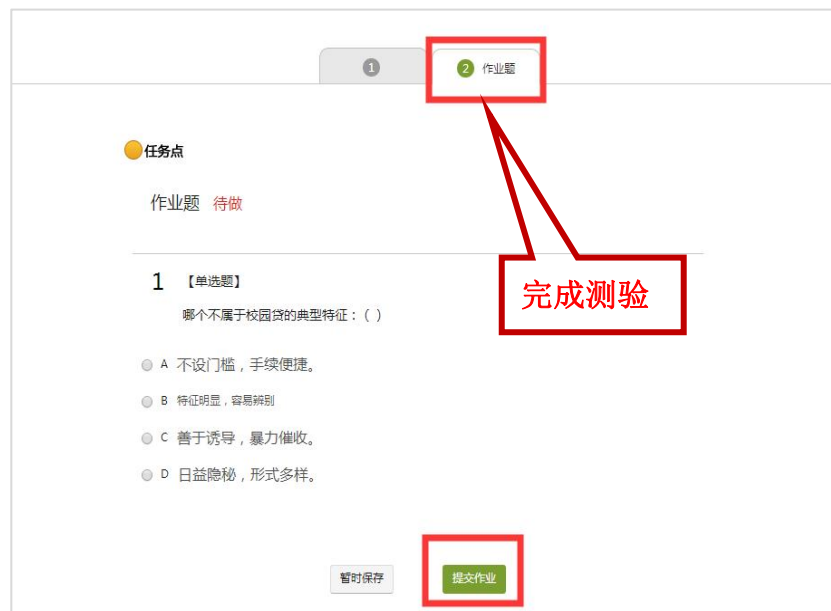 1
2 作业题
任务点
作业题 待做
完成测验
1 【单选题】
哪个不属于校园贷的典型特征：( )
A 不设门槛，手续便捷。
B 特征明显，容易辨别
C 善于诱导，暴力催收。
D 日益隐秘，形式多样。
暂时保存 提交作业